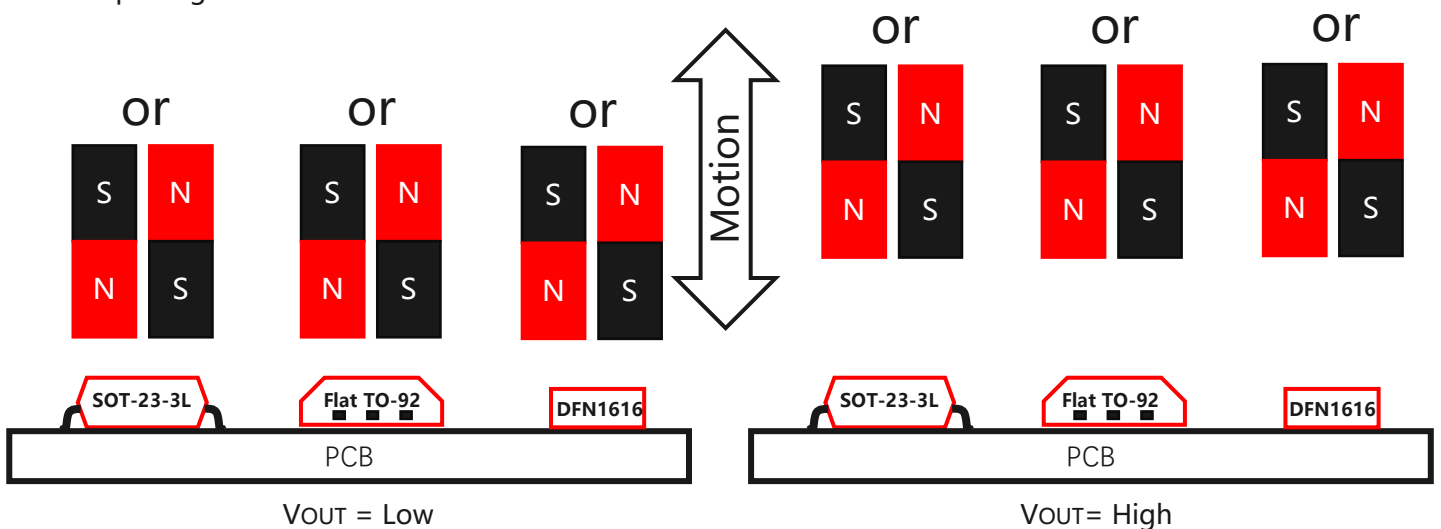 or or or
or or or
S N S N S N
N S N S N S
Motion
S N S N S N
N S N S N S
SOT-23-3L Flat TO-92 DFN1616
PCB
VOUT = Low
SOT-23-3L Flat TO-92 DFN1616
PCB
VOUT= High